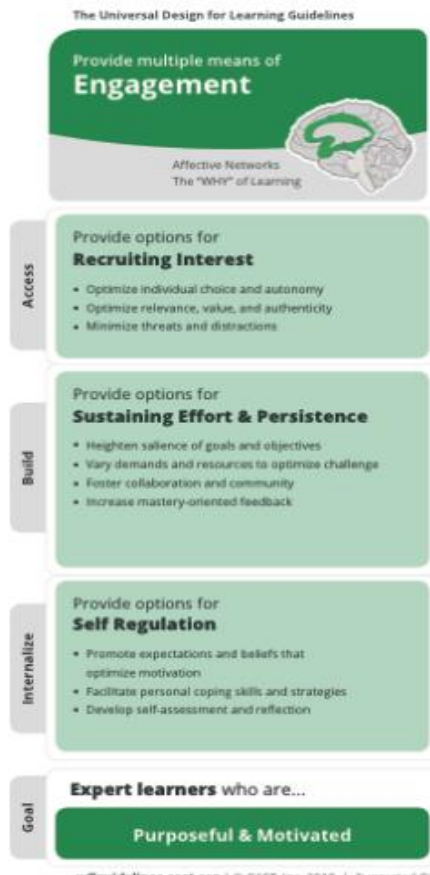 The Universal Design for Learning Guidelines
Provide multiple means of
Engagement
Affective Networks
The "WHY" of Learning
Access
Provide options for
Recruiting Interest
• Optimize individual choice and autonomy
• Optimize relevance, value, and authenticity
• Minimize threats and distractions
Build
Provide options for
Sustaining Effort & Persistence
• Heighten salience of goals and objectives
• Vary demands and resources to optimize challenge
• Foster collaboration and community
• Increase mastery-oriented feedback
Internalize
Provide options for
Self Regulation
• Promote expectations and beliefs that
optimize motivation
• Facilitate personal coping skills and strategies
• Develop self-assessment and reflection
Goal
Expert learners who are...
Purposeful & Motivated